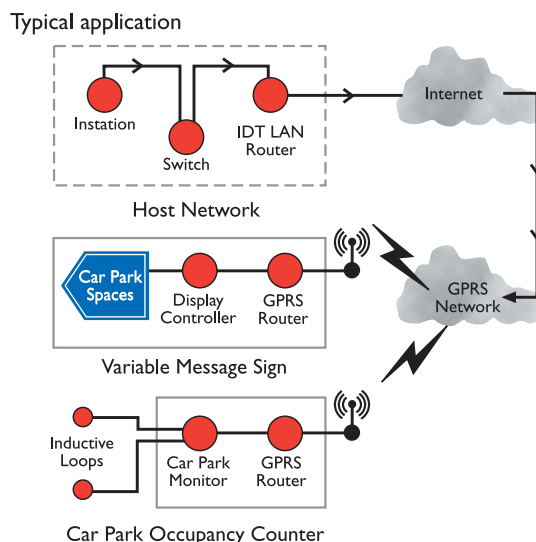 Typical application
Instation
Switch
IDT LAN
Router
Internet
Host Network
Car Park
Spaces
Display
Controller
GPRS
Router
GPRS
Network
Variable Message Sign
Inductive
Loops
Car Park
Monitor
GPRS
Router
Car Park Occupancy Counter